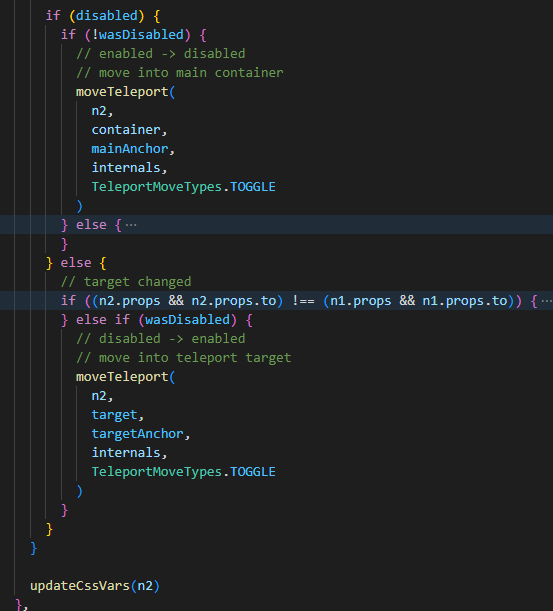 if (disabled) {
if (!wasDisabled) {
// enabled -> disabled
// move into main container
moveTeleport(
n2,
container,
mainAnchor,
internals,
TeleportMoveTypes.TOGGLE
)
} else {···
}
} else {
// target changed
if ((n2.props && n2.props.to) !== (n1.props && n1.props.to)) {···
} else if (wasDisabled) {
// disabled -> enabled
// move into teleport target
moveTeleport(
n2,
target,
targetAnchor,
internals,
TeleportMoveTypes.TOGGLE
)
}
}
}
updateCssVars(n2)
},